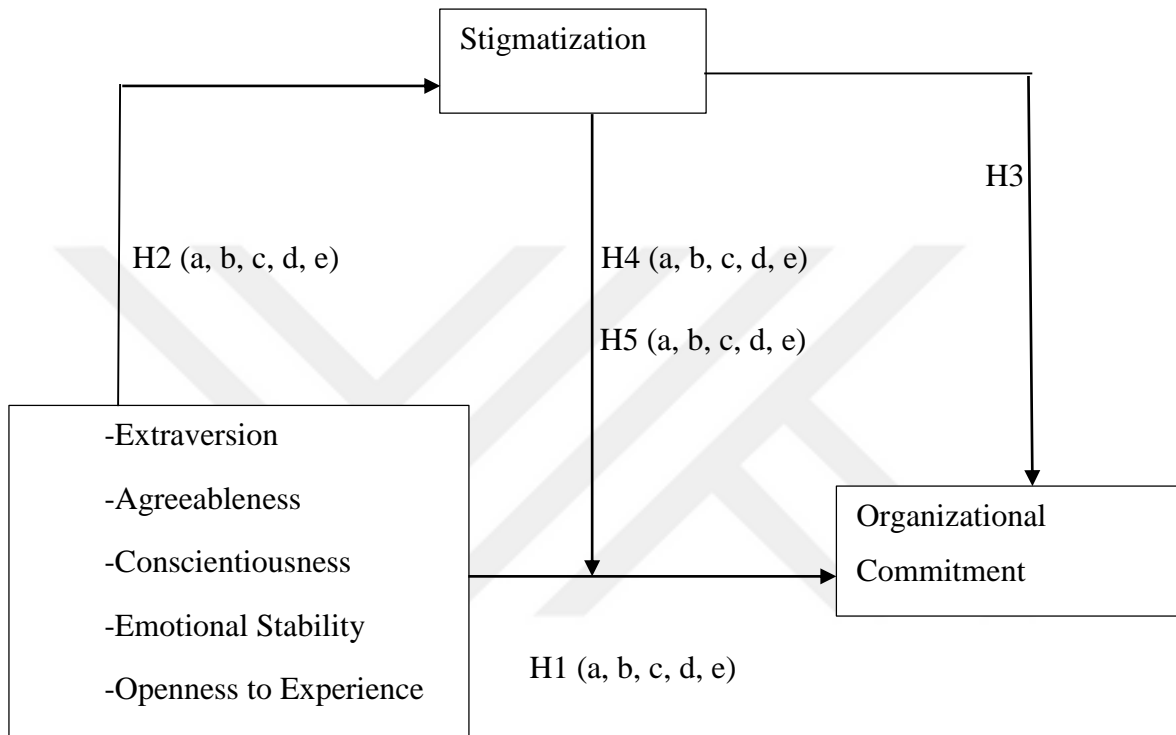 Stigmatization
H3
H2 (a, b, c, d, e)
H4 (a, b, c, d, e)
H5 (a, b, c, d, e)
-Extraversion
-Agreeableness
-Conscientiousness
-Emotional Stability
-Openness to Experience
Organizational
Commitment
H1 (a, b, c, d, e)